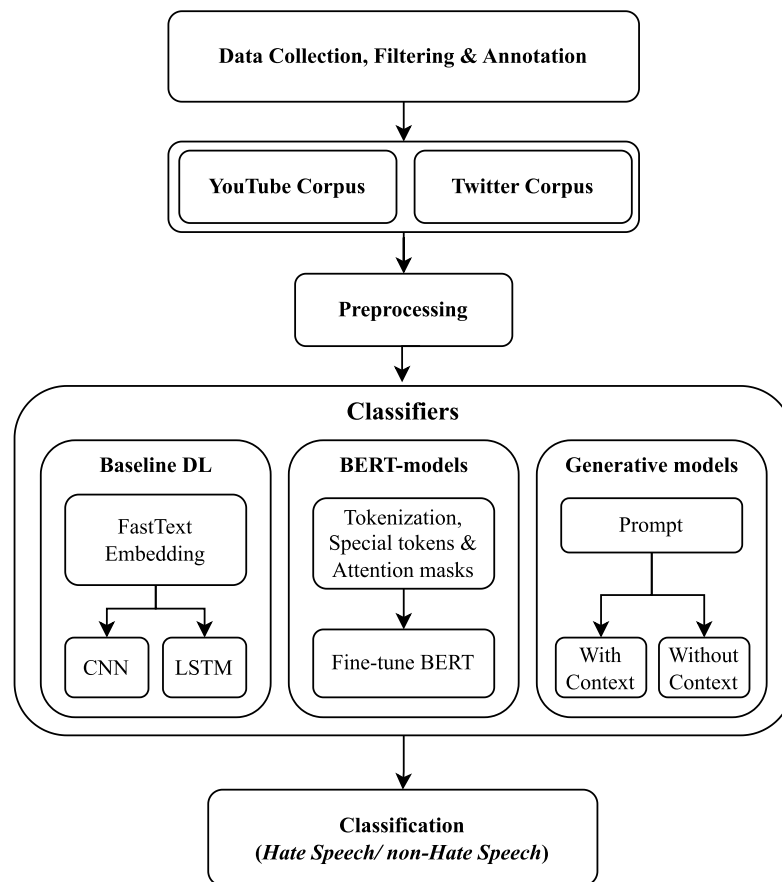 Data Collection, Filtering & Annotation
YouTube Corpus
Twitter Corpus
Preprocessing
Classifiers
Baseline DL
FastText
Embedding
CNN
LSTM
BERT-models
Tokenization,
Special tokens &
Attention masks
Fine-tune BERT
Generative models
Prompt
With
Context
Without
Context
Classification
(Hate Speech/ non-Hate Speech)